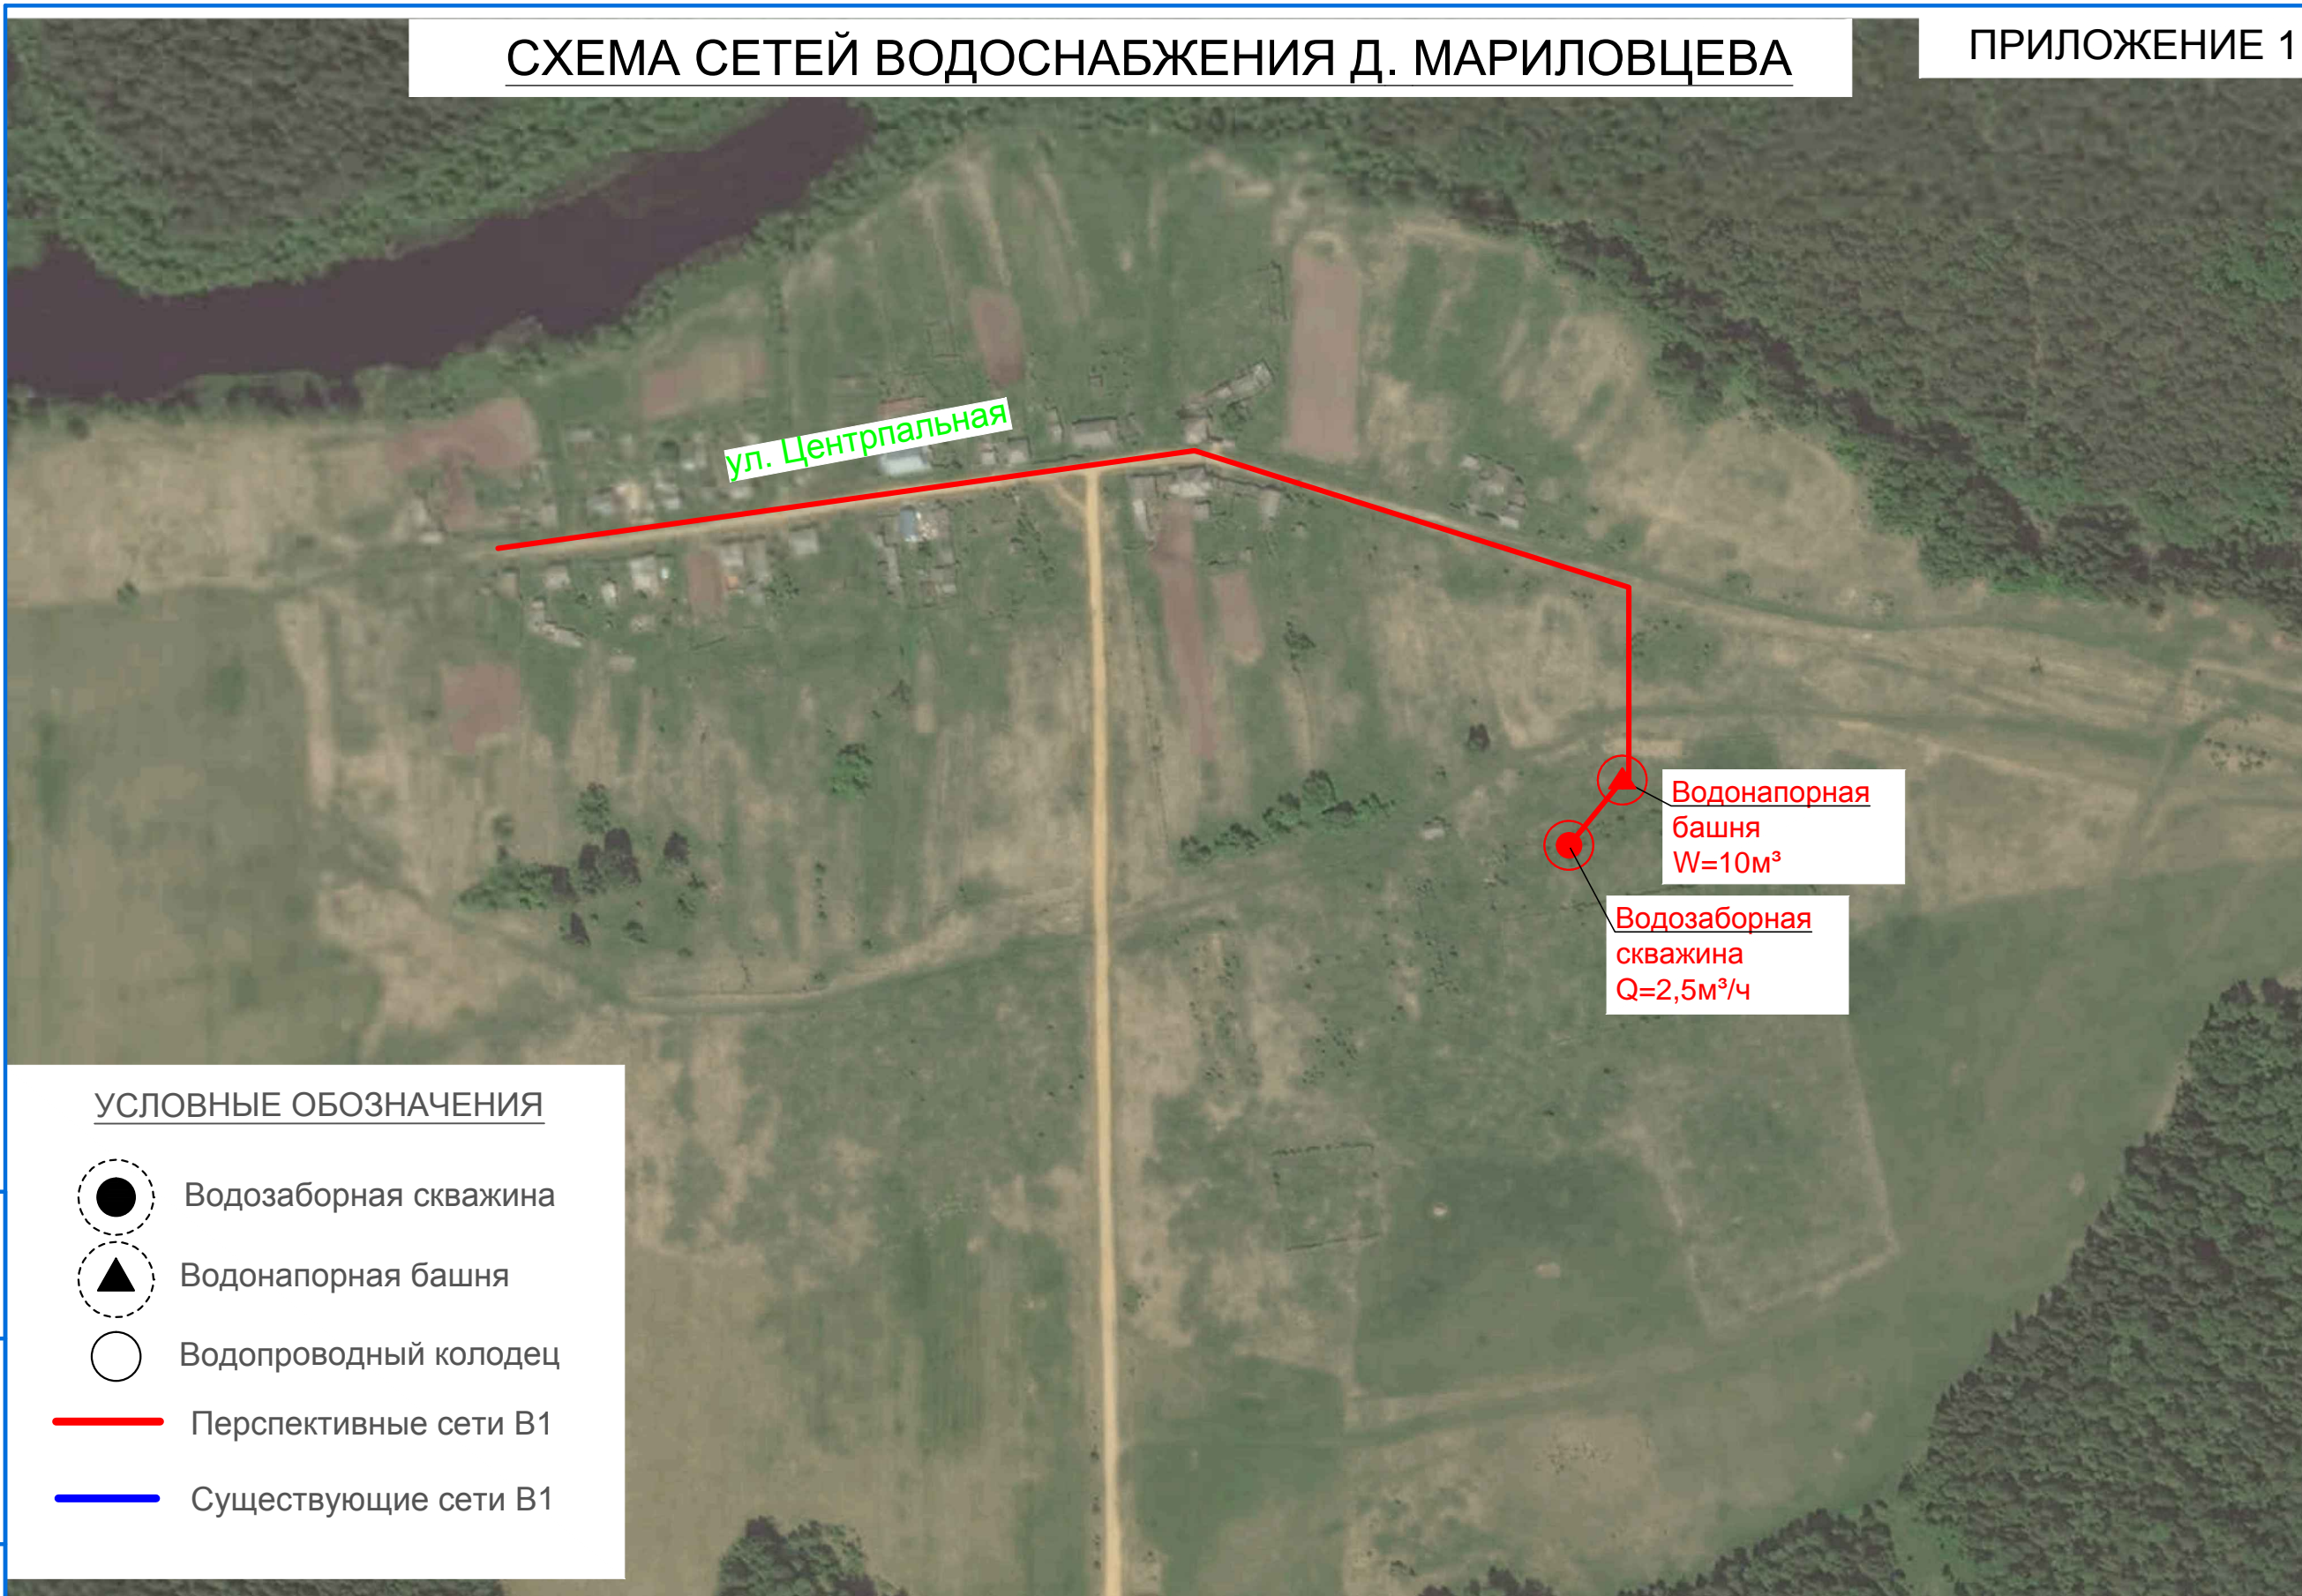 СХЕМА СЕТЕЙ ВОДОСНАБЖЕНИЯ Д. МАРИЛОВЦЕВА
ПРИЛОЖЕНИЕ 1
ул. Центрпальная
Водонапорная
башня
W=10м³
Водозаборная
скважина
Q=2,5м³/ч
УСЛОВНЫЕ ОБОЗНАЧЕНИЯ
Водозаборная скважина
Водонапорная башня
Водопроводный колодец
Перспективные сети В1
Существующие сети В1